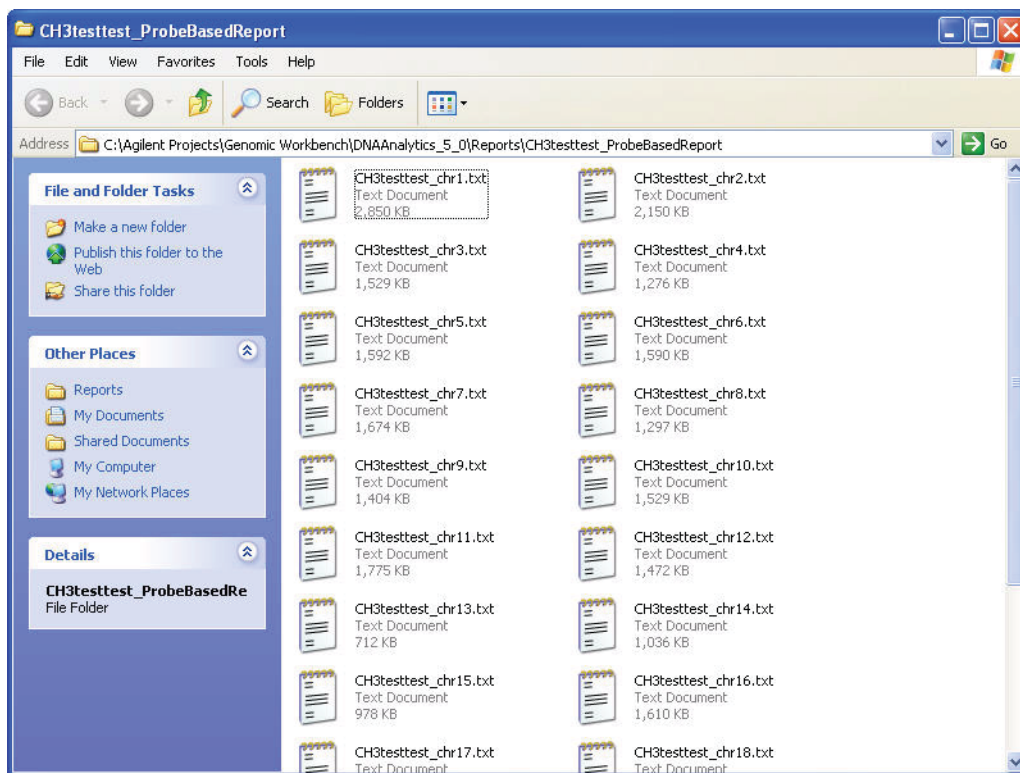 CH3testtest_ProbeBasedReport
File Edit View Favorites Tools Help
Back Search Folders
Address C:\Agilent Projects\Genomic Workbench\DNAAnalytics_5_0\Reports\CH3testtest_ProbeBasedReport Go
File and Folder Tasks
Make a new folder
Publish this folder to the
Web
Share this folder
Other Places
Reports
My Documents
Shared Documents
My Computer
My Network Places
Details
CH3testtest_ProbeBasedRe
File Folder
CH3testtest_chr1.txt
Text Document
2,850 KB
CH3testtest_chr2.txt
Text Document
2,150 KB
CH3testtest_chr3.txt
Text Document
1,529 KB
CH3testtest_chr4.txt
Text Document
1,276 KB
CH3testtest_chr5.txt
Text Document
1,592 KB
CH3testtest_chr6.txt
Text Document
1,590 KB
CH3testtest_chr7.txt
Text Document
1,674 KB
CH3testtest_chr8.txt
Text Document
1,297 KB
CH3testtest_chr9.txt
Text Document
1,404 KB
CH3testtest_chr10.txt
Text Document
1,529 KB
CH3testtest_chr11.txt
Text Document
1,775 KB
CH3testtest_chr12.txt
Text Document
1,472 KB
CH3testtest_chr13.txt
Text Document
712 KB
CH3testtest_chr14.txt
Text Document
1,036 KB
CH3testtest_chr15.txt
Text Document
978 KB
CH3testtest_chr16.txt
Text Document
1,610 KB
CH3testtest_chr17.txt
Text Document
CH3testtest_chr18.txt
Text Document